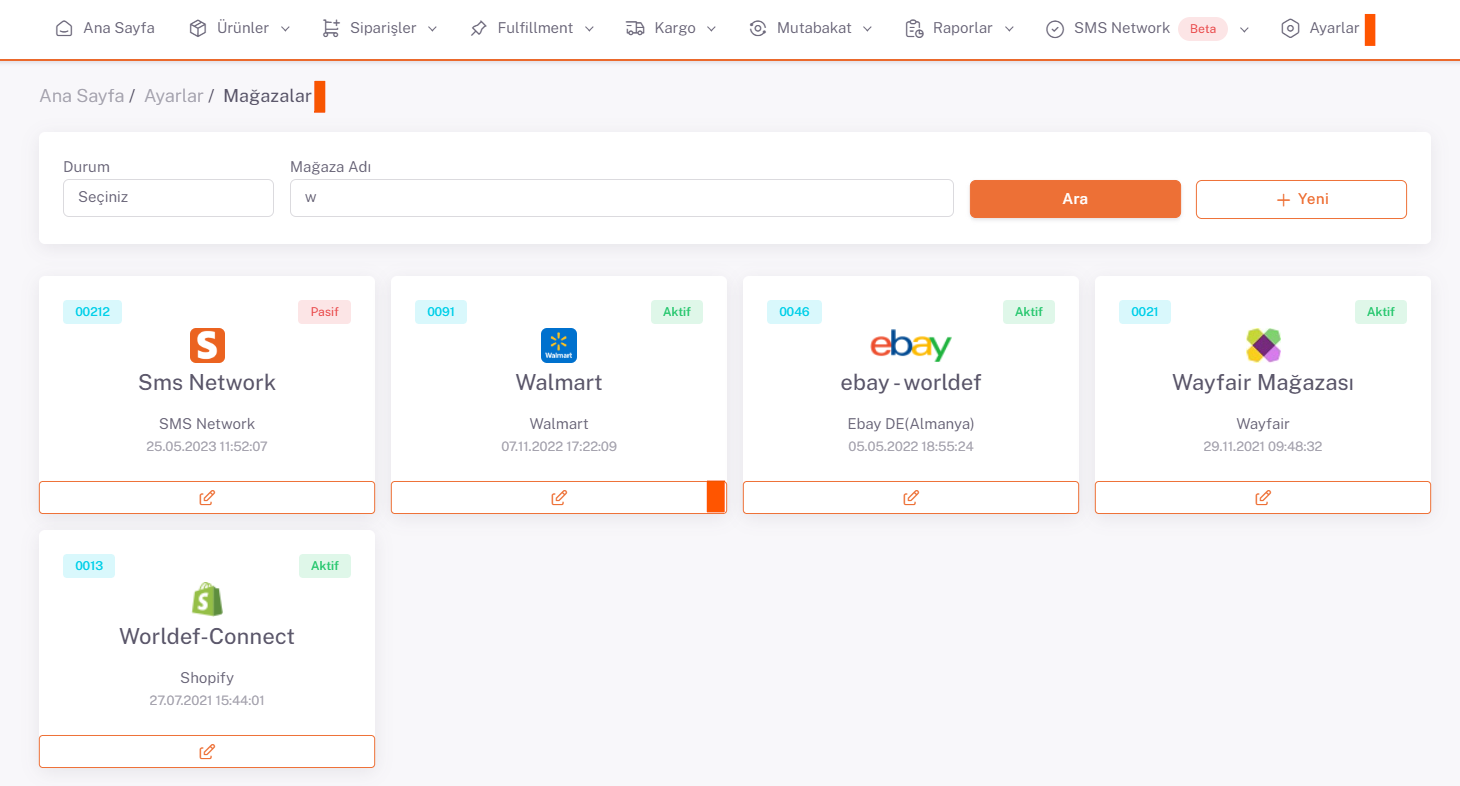 Ana Sayfa Ürünler Siparişler Fulfillment Kargo Mutabakat Raporlar SMS Network Beta Ayarlar
Ana Sayfa / Ayarlar / Mağazalar
Durum Mağaza Adı
Seçiniz w Ara + Yeni
00212 Pasif
S
Sms Network
SMS Network
25.05.2023 11:52:07
0091 Aktif
Walmart
Walmart
Walmart
07.11.2022 17:22:09
0046 Aktif
ebay
ebay - worldef
Ebay DE(Almanya)
05.05.2022 18:55:24
0021 Aktif
Wayfair Mağazası
Wayfair
29.11.2021 09:48:32
0013 Aktif
S
Worldef-Connect
Shopify
27.07.2021 15:44:01